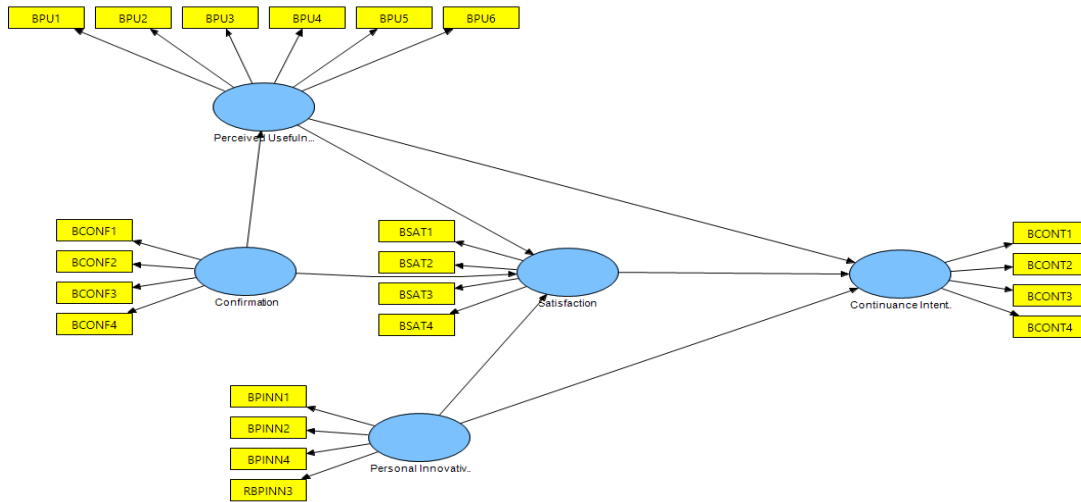 BPU1 BPU2 BPU3 BPU4 BPU5 BPU6
Perceived Usefuln...
BCONF1
BCONF2
BCONF3
BCONF4
Confirmation
BSAT1
BSAT2
BSAT3
BSAT4
Satisfaction
BCONT1
BCONT2
BCONT3
BCONT4
Continuance Intent..
BPINN1
BPINN2
BPINN4
RBPINN3
Personal Innovativ..